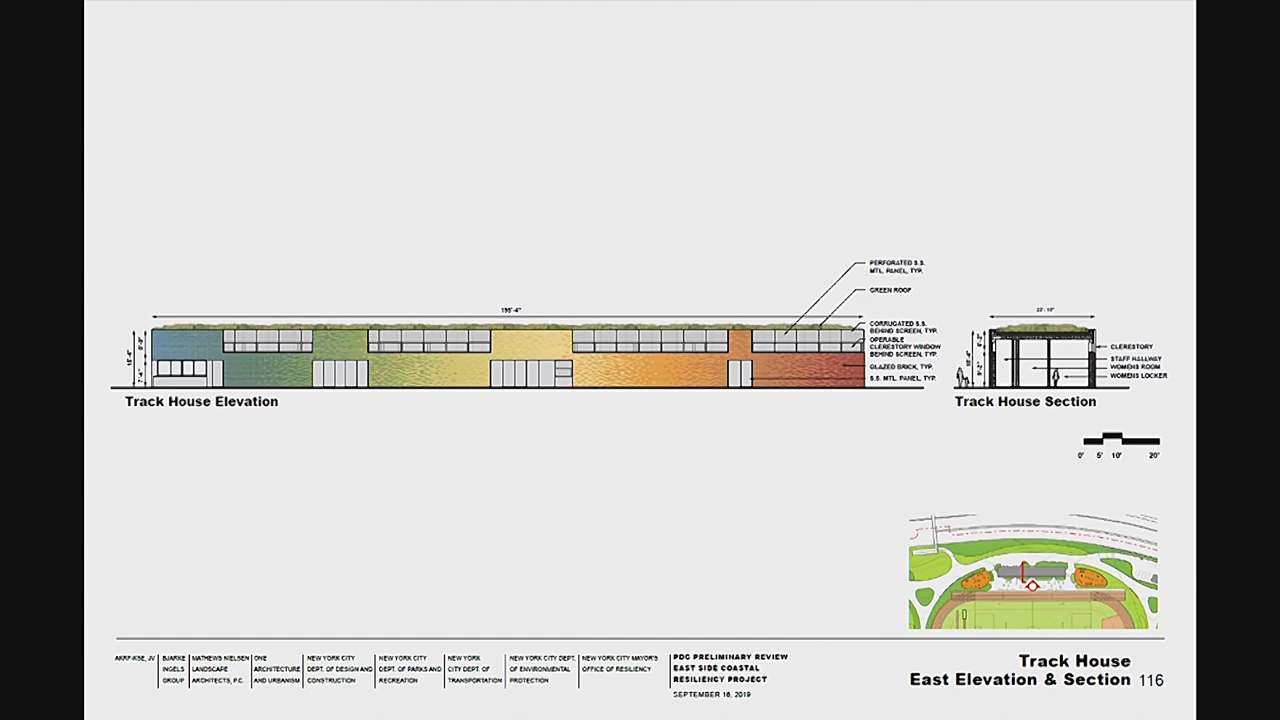 PERFORATED S.S.
MTL. PANEL, TYP.
GREEN ROOF
195'-4"
CORRUGATED S.S.
BEHIND SCREEN, TYP.
OPERABLE
CLERESTORY WINDOW
BEHIND SCREEN, TYP.
GLAZED BRICK, TYP.
S.S. MTL. PANEL, TYP.
Track House Elevation
22'-10"
CLERESTORY
STAFF HALLWAY
WOMENS ROOM
WOMENS LOCKER
Track House Section
0' 5' 10' 20'
AKRF-KSE, JV
BJARKE
INGELS
GROUP
MATHEWS NIELSEN
LANDSCAPE
ARCHITECTS, P.C.
ONE
ARCHITECTURE
AND URBANISM
NEW YORK CITY
DEPT. OF DESIGN AND
CONSTRUCTION
NEW YORK CITY
DEPT. OF PARKS AND
RECREATION
NEW YORK
CITY DEPT. OF
TRANSPORTATION
NEW YORK CITY DEPT.
OF ENVIRONMENTAL
PROTECTION
NEW YORK CITY MAYOR'S
OFFICE OF RESILIENCY
PDC PRELIMINARY REVIEW
EAST SIDE COASTAL
RESILIENCY PROJECT
SEPTEMBER 16, 2019
Track House
East Elevation & Section 116